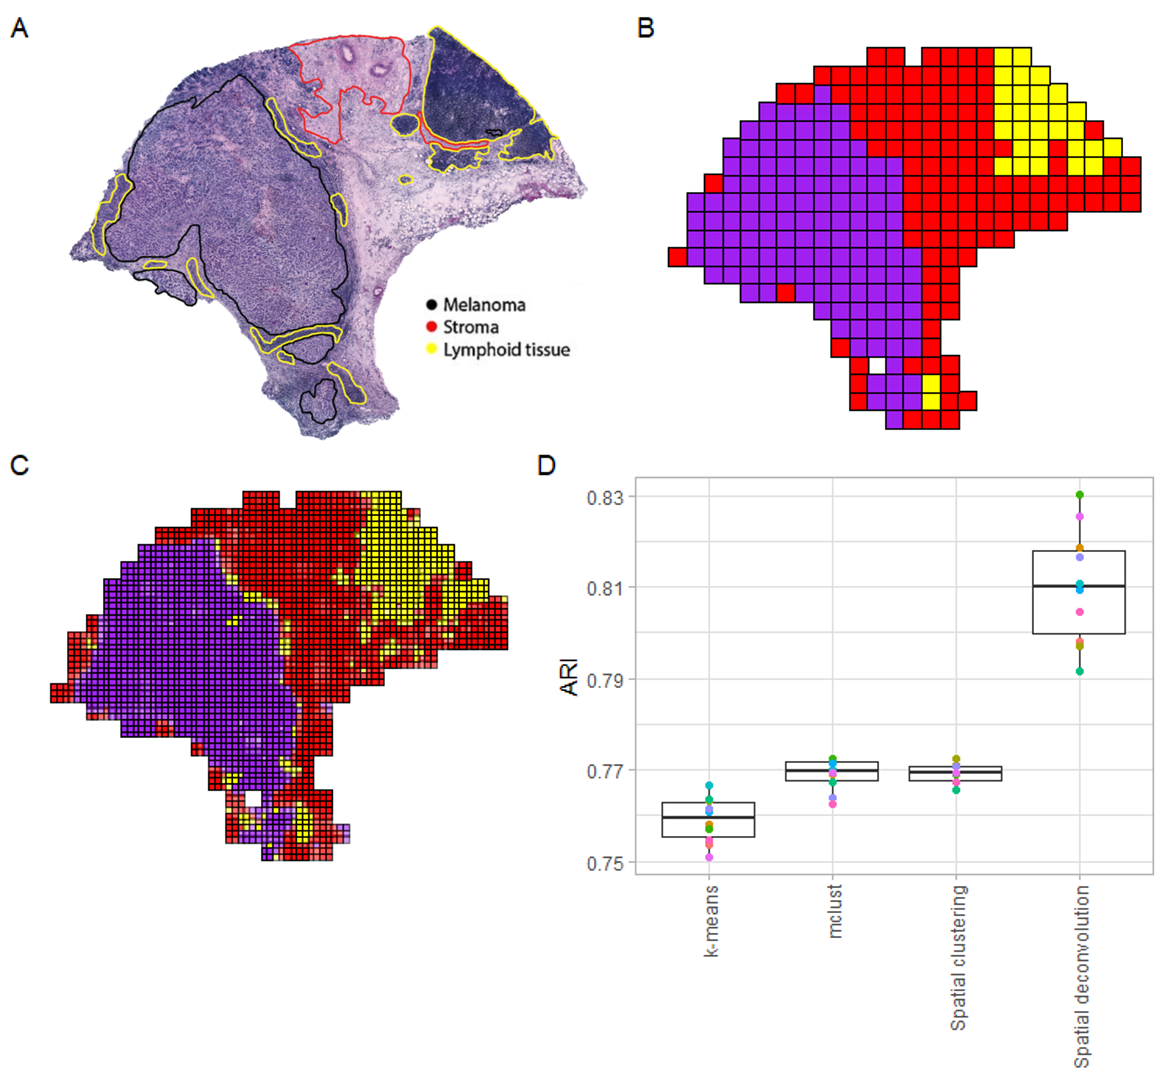 A
B
Melanoma
Stroma
Lymphoid tissue
C
D
0.83
0.81
0.79
0.77
0.75
ARI
k-means
mclust
Spatial clustering
Spatial deconvolution